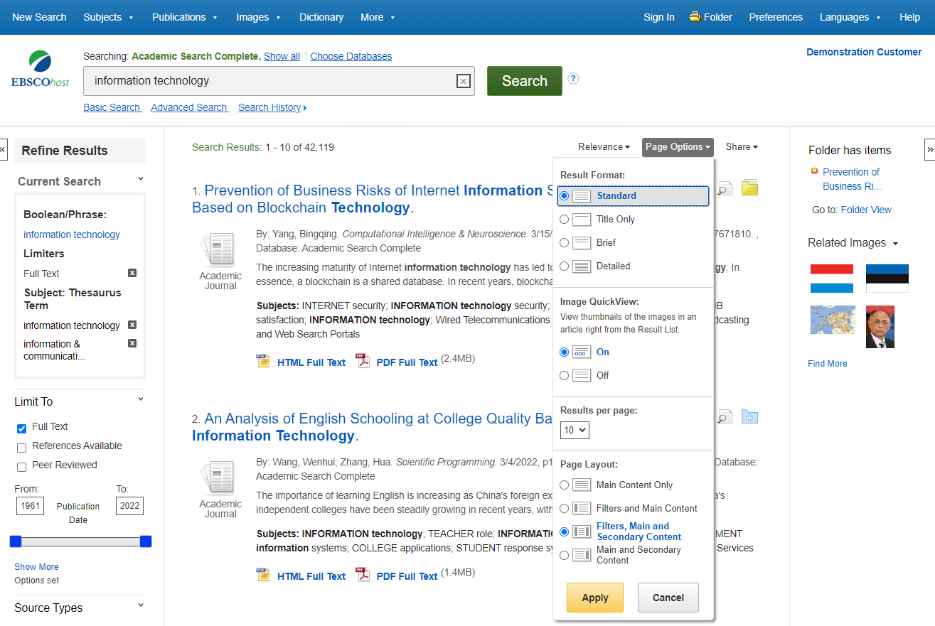 New Search Subjects Publications Images Dictionary More Sign In Folder Preferences Languages Help
Demonstration Customer
EBSCOhost
Searching: Academic Search Complete, Show all | Choose Databases
information technology
Search
?
Basic Search Advanced Search Search History
Refine Results
Current Search
Boolean/Phrase:
information technology
Limiters
Full Text
Subject: Thesaurus
Term
information technology
information &
communicati...
Limit To
Full Text
References Available
Peer Reviewed
From: To:
1961 Publication Date 2022
Show More
Options set
Source Types
Search Results: 1 - 10 of 42,119
Relevance Page Options Share
1. Prevention of Business Risks of Internet Information S
Based on Blockchain Technology.
Academic
Journal
By: Yang, Bingqing. Computational Intelligence & Neuroscience. 3/15/ 7671810. ,
Database: Academic Search Complete
The increasing maturity of Internet information technology has led to gy. In
essence, a blockchain is a shared database. In recent years, blockcha
Subjects: INTERNET security; INFORMATION technology security;
satisfaction; INFORMATION technology; Wired Telecommunications casting
and Web Search Portals
HTML Full Text PDF Full Text (2.4MB)
2. An Analysis of English Schooling at College Quality Ba
Information Technology.
Academic
Journal
By: Wang, Wenhui; Zhang, Hua. Scientific Programming. 3/4/2022, p1 Database:
Academic Search Complete
The importance of learning English is increasing as China's foreign ex
independent colleges have been steadily growing in recent years, with
Subjects: INFORMATION technology; TEACHER role; INFORMATI MENT
information systems; COLLEGE applications; STUDENT response sy Services
HTML Full Text PDF Full Text (1.4MB)
Result Format:
Standard
Title Only
Brief
Detailed
Image QuickView:
View thumbnails of the images in an
article right from the Result List.
On
Off
Results per page:
10
Page Layout:
Main Content Only
Filters and Main Content
Filters, Main and
Secondary Content
Main and Secondary
Content
Apply Cancel
Folder has items
Prevention of
Business Ri...
Go to: Folder View
Related Images
Find More